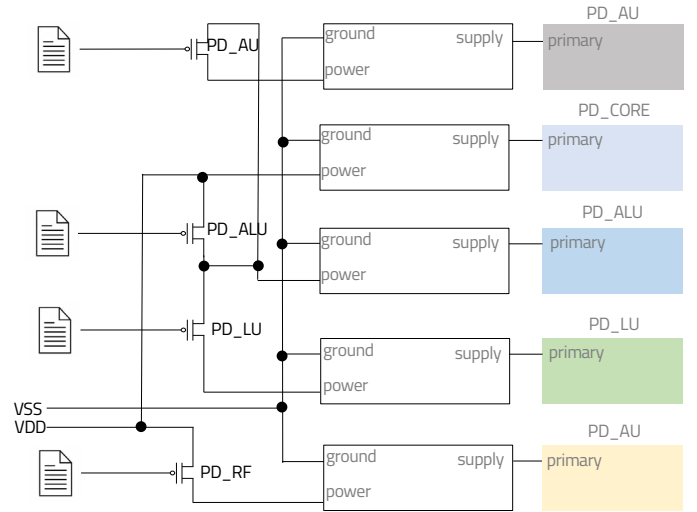 PD_AU
ground
supply
primary
PD_AU
power
PD_CORE
ground
supply
primary
power
PD_ALU
ground
supply
primary
PD_ALU
power
PD_LU
PD_LU
ground
supply
primary
power
VSS
VDD
PD_AU
ground
supply
primary
PD_RF
power